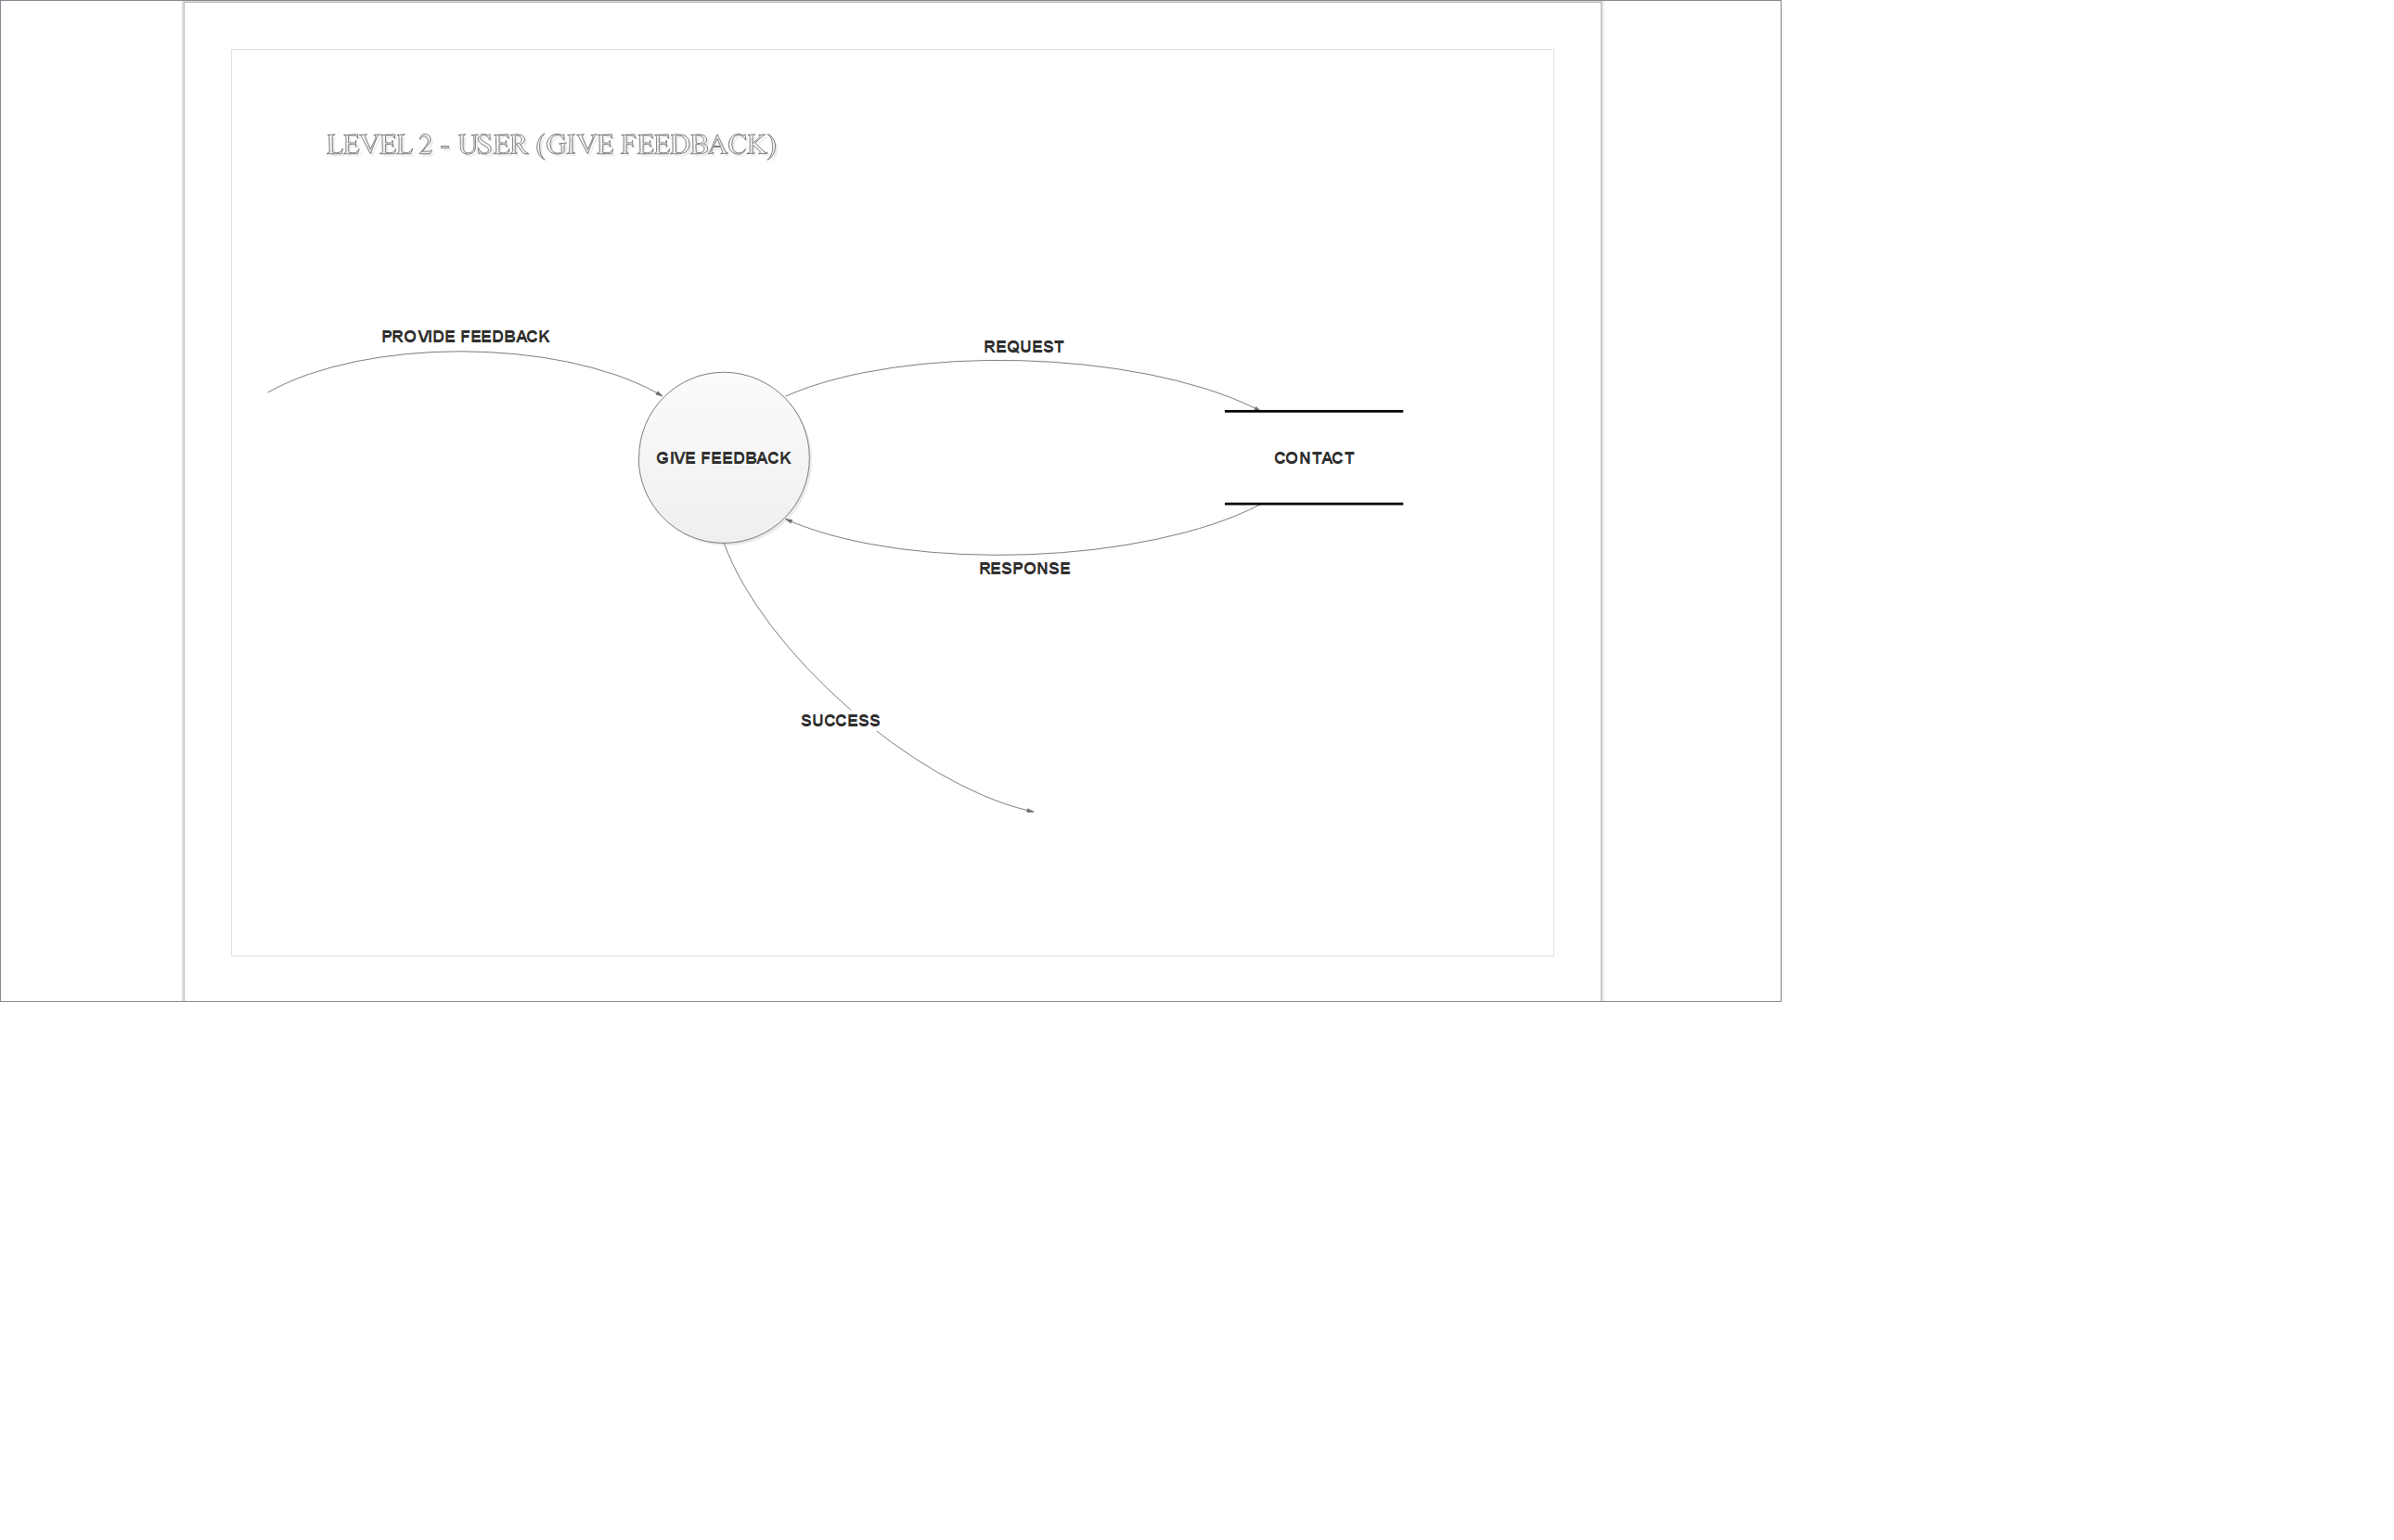 LEVEL 2 - USER (GIVE FEEDBACK)
PROVIDE FEEDBACK
REQUEST
GIVE FEEDBACK
CONTACT
RESPONSE
SUCCESS